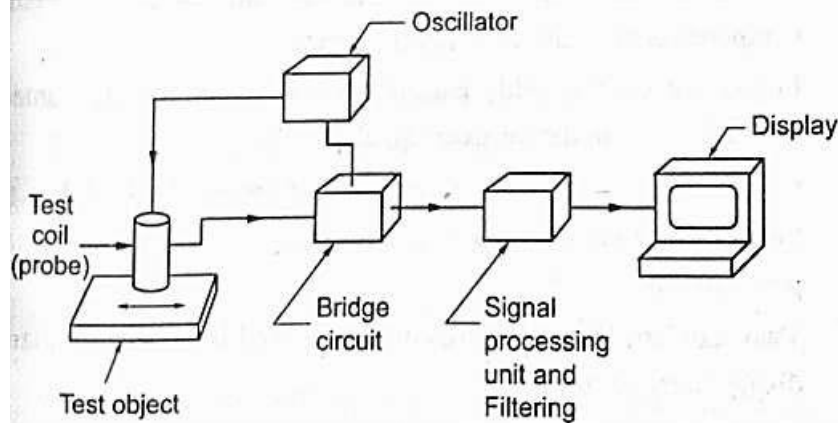 Oscillator
Display
Test
coil
(probe)
Bridge
circuit
Signal
processing
unit and
Filtering
Test object